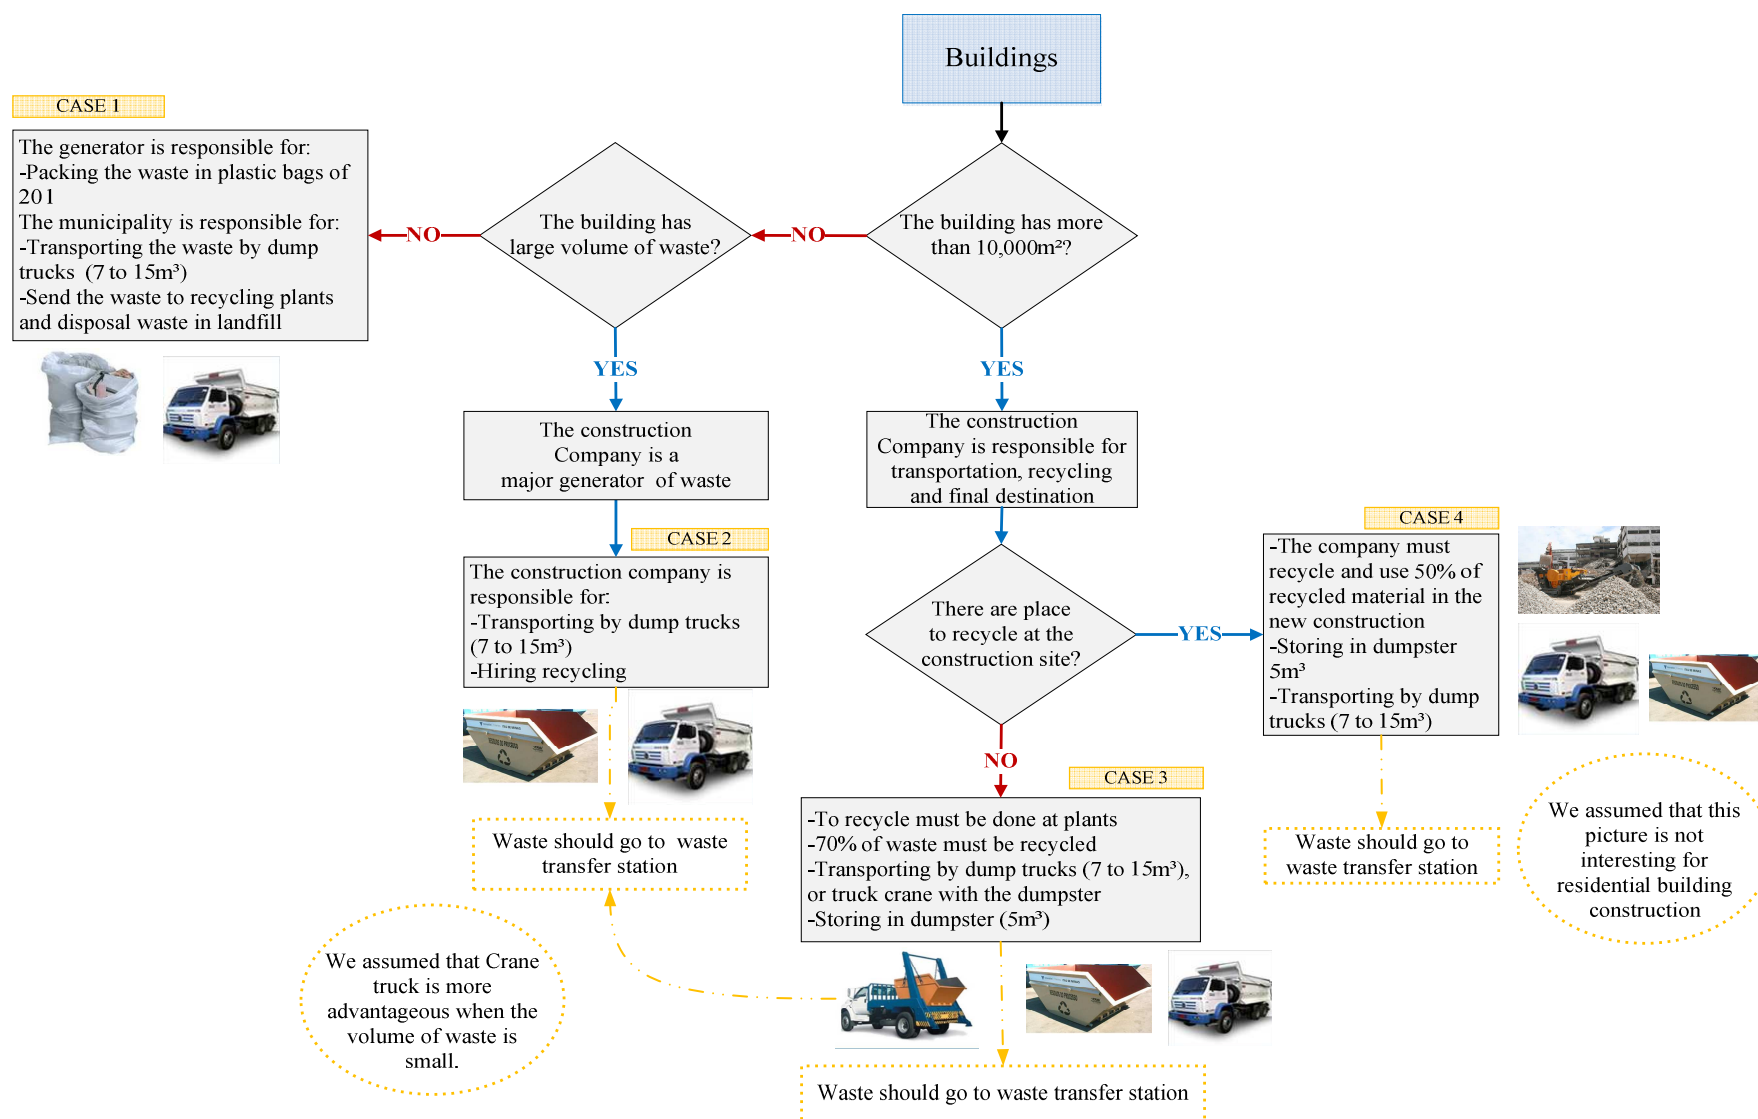 Buildings
CASE 1
The generator is responsible for:
-Packing the waste in plastic bags of
20l
The municipality is responsible for:
-Transporting the waste by dump
trucks (7 to 15m³)
-Send the waste to recycling plants
and disposal waste in landfill
The building has
large volume of waste?
The building has more
than 10,000m²?
NO
NO
YES
YES
The construction
Company is a
major generator of waste
The construction
Company is responsible for
transportation, recycling
and final destination
CASE 2
The construction company is
responsible for:
-Transporting by dump trucks
(7 to 15m³)
-Hiring recycling
There are place
to recycle at the
construction site?
YES
NO
CASE 4
-The company must
recycle and use 50% of
recycled material in the
new construction
-Storing in dumpster
5m³
-Transporting by dump
trucks (7 to 15m³)
CASE 3
-To recycle must be done at plants
-70% of waste must be recycled
-Transporting by dump trucks (7 to 15m³),
or truck crane with the dumpster
-Storing in dumpster (5m³)
Waste should go to waste
transfer station
Waste should go to
waste transfer station
We assumed that this
picture is not
interesting for
residential building
construction
We assumed that Crane
truck is more
advantageous when the
volume of waste is
small.
Waste should go to waste transfer station